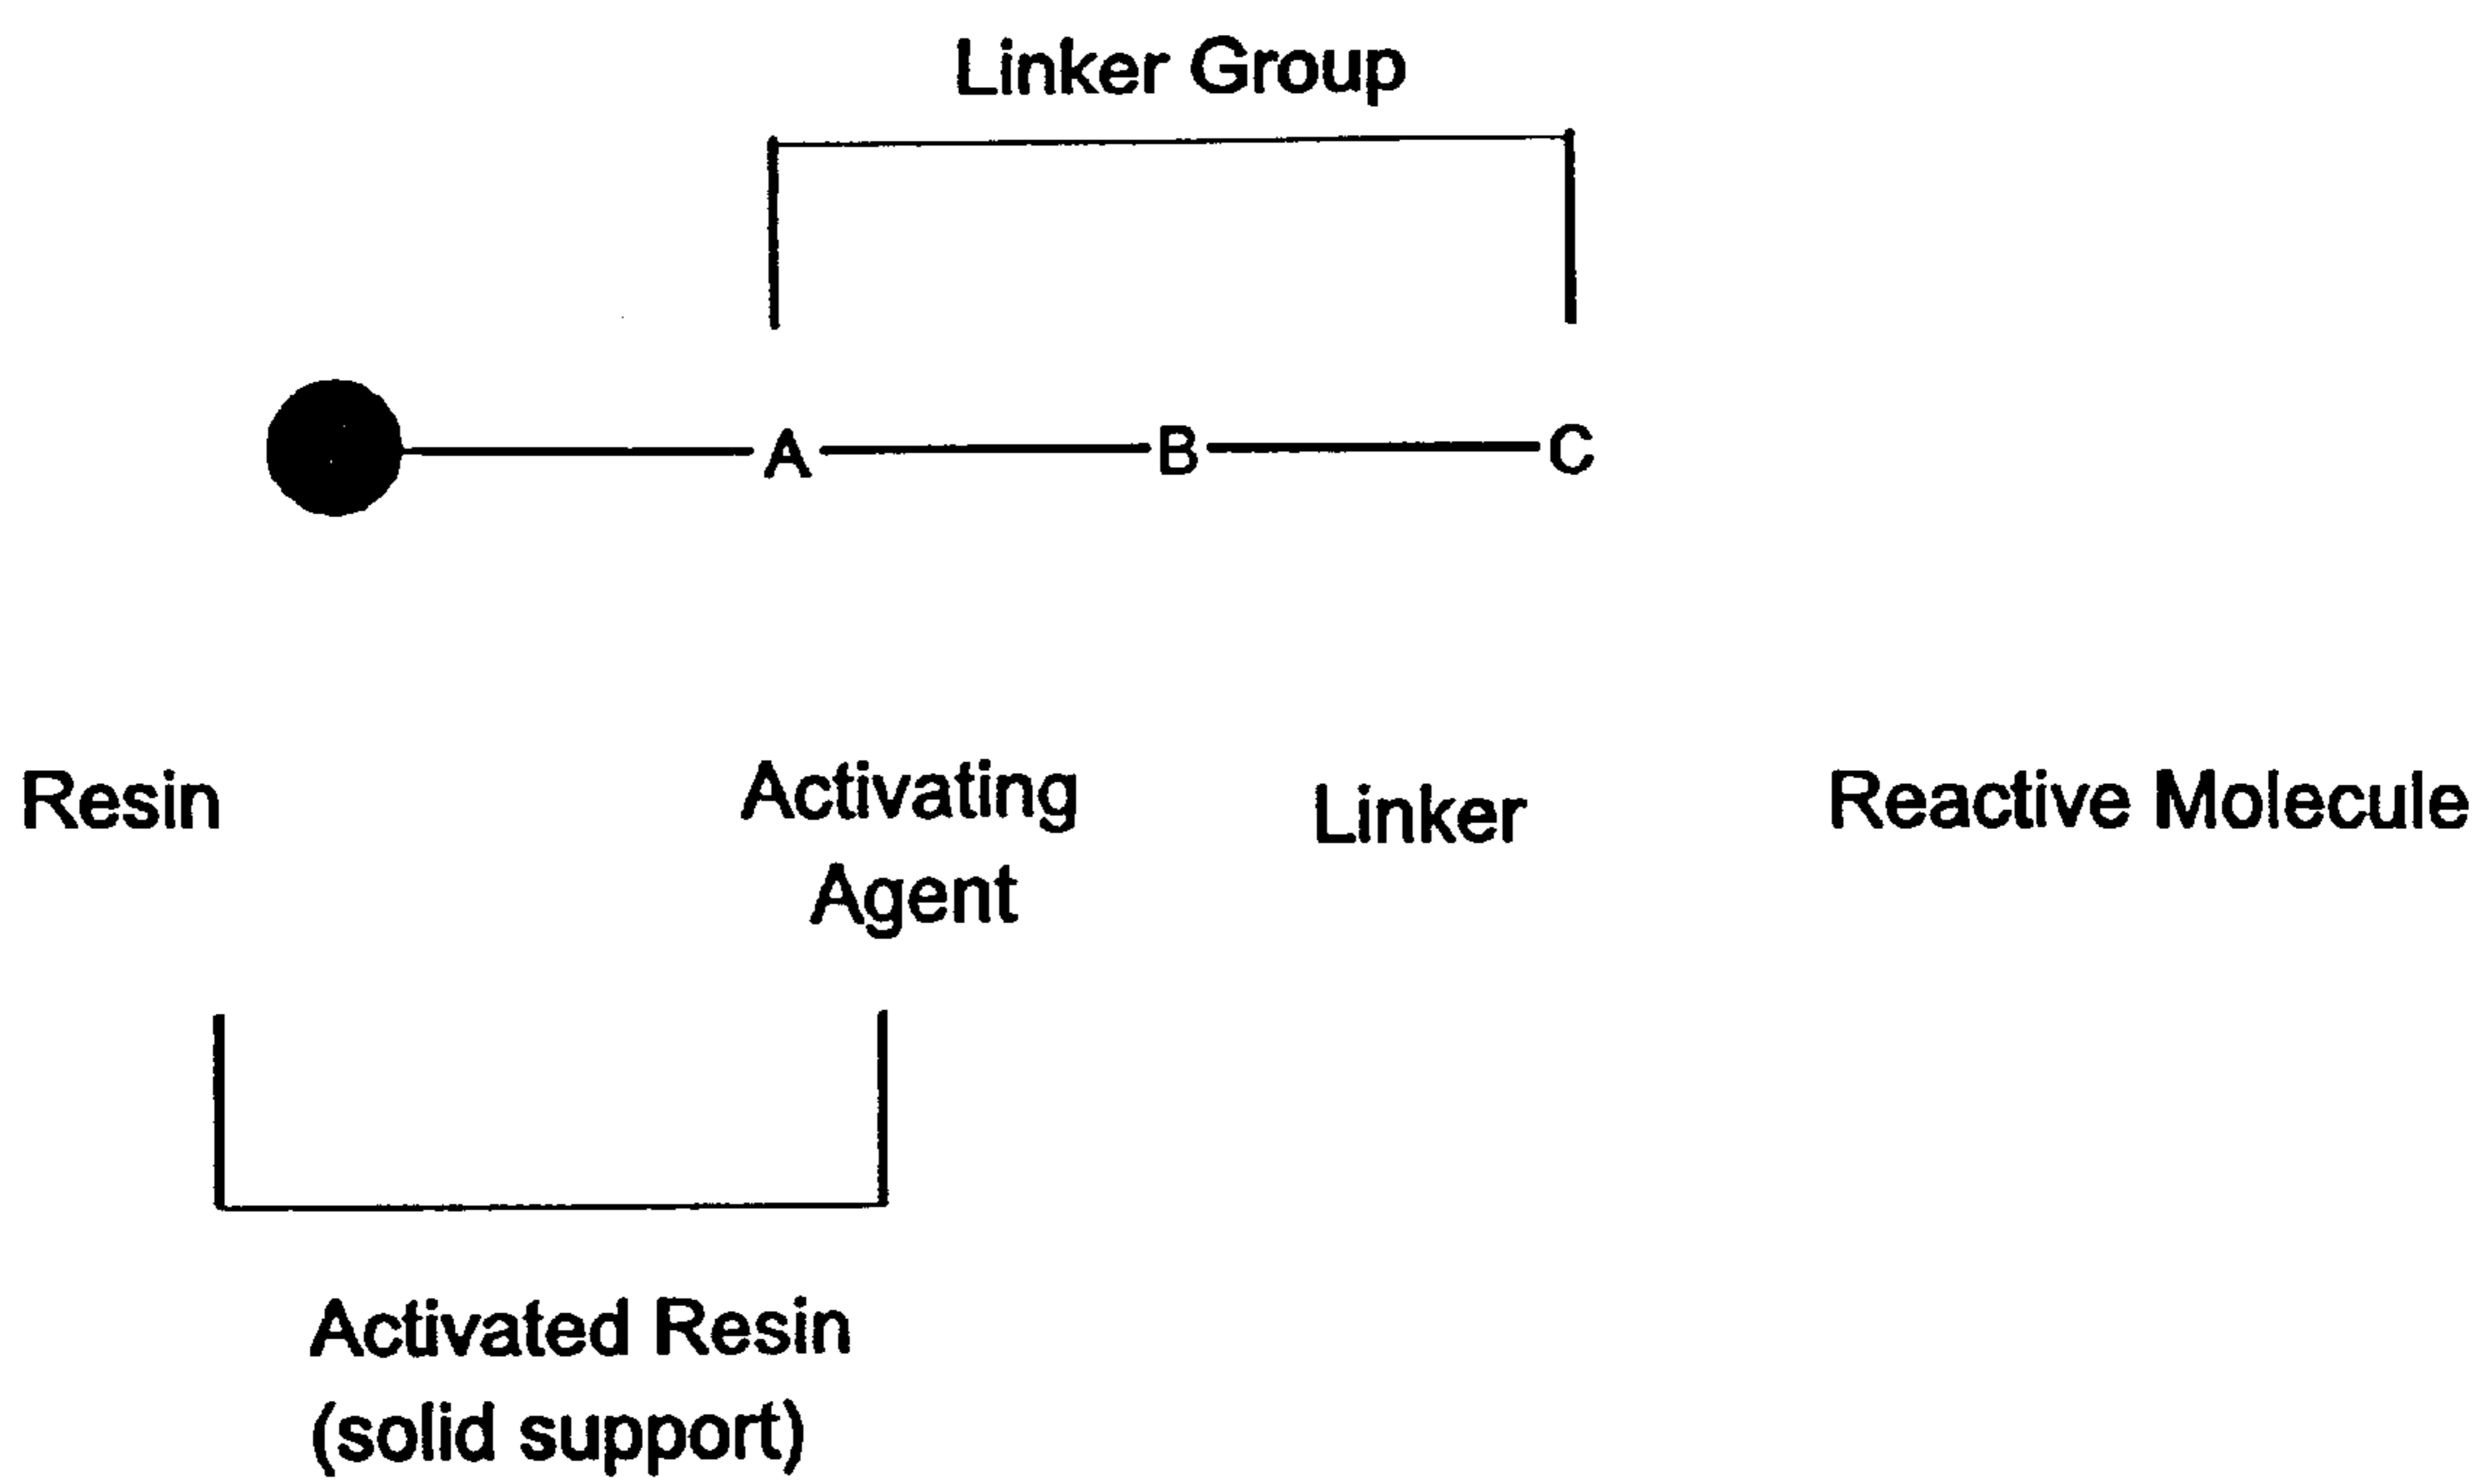 Linker Group
A B C
Resin Activating Agent Linker Reactive Molecule
Activated Resin
(solid support)